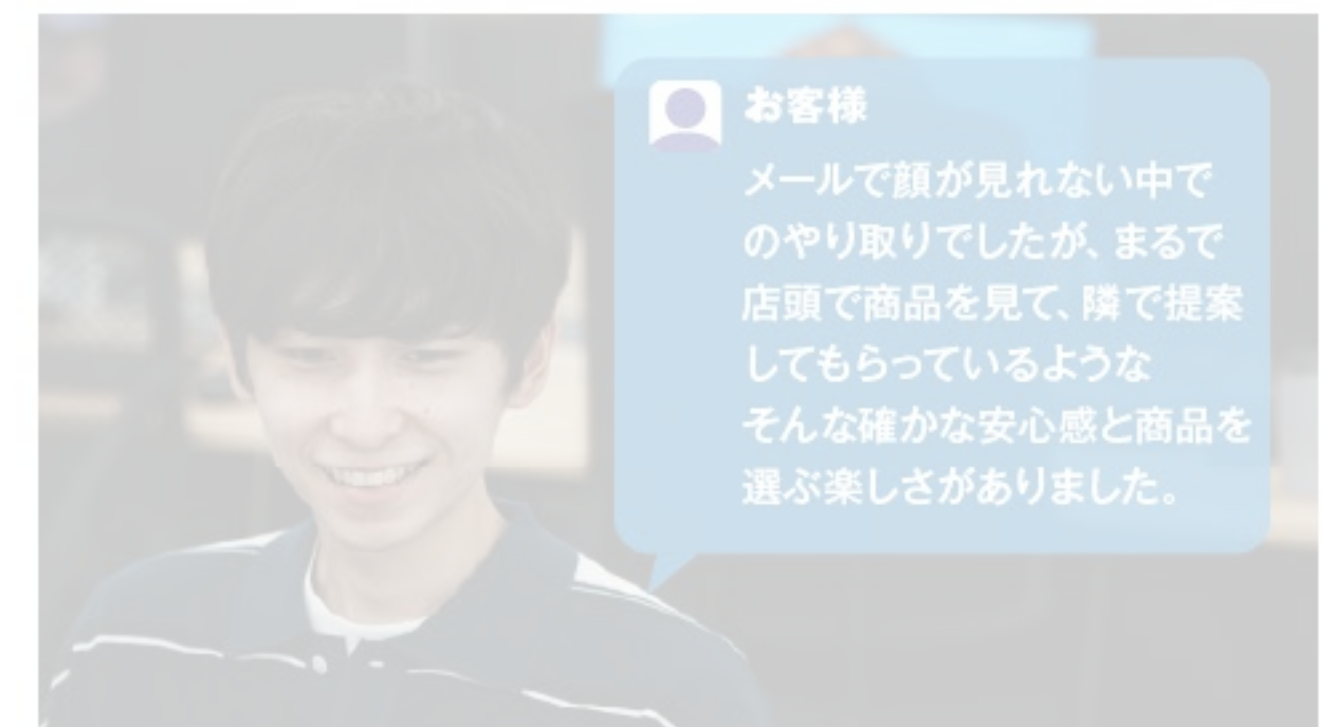 お客様
メールで顔が見れない中で
のやり取りでしたが、まるで
店頭で商品を見て、隣で提案
してもらっているような
そんな確かな安心感と商品を
選ぶ楽しさがありました。